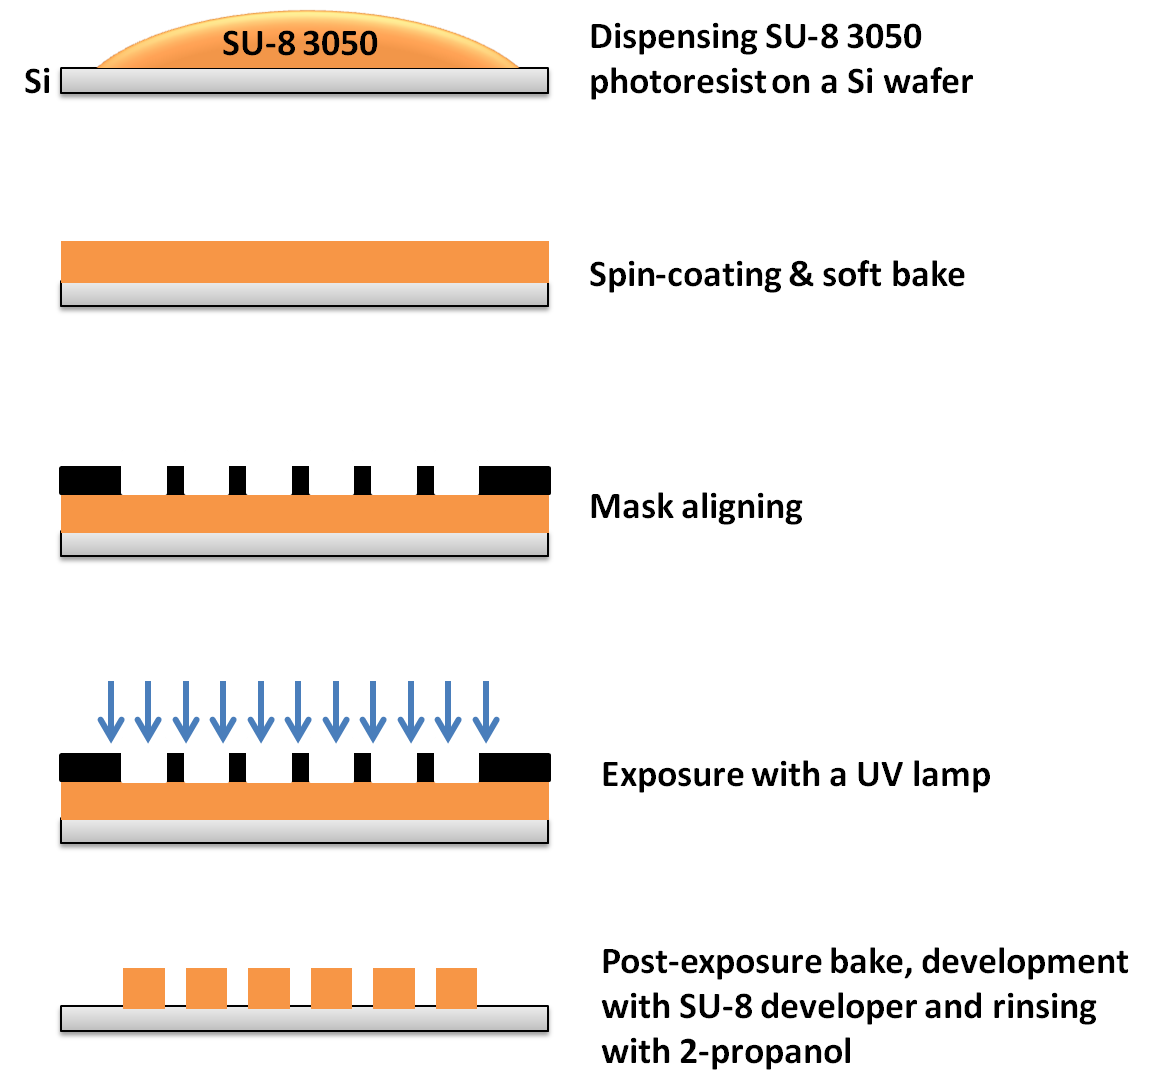 SU-8 3050
Si
Dispensing SU-8 3050
photoresist on a Si wafer
Spin-coating & soft bake
Mask aligning
Exposure with a UV lamp
Post-exposure bake, development
with SU-8 developer and rinsing
with 2-propanol